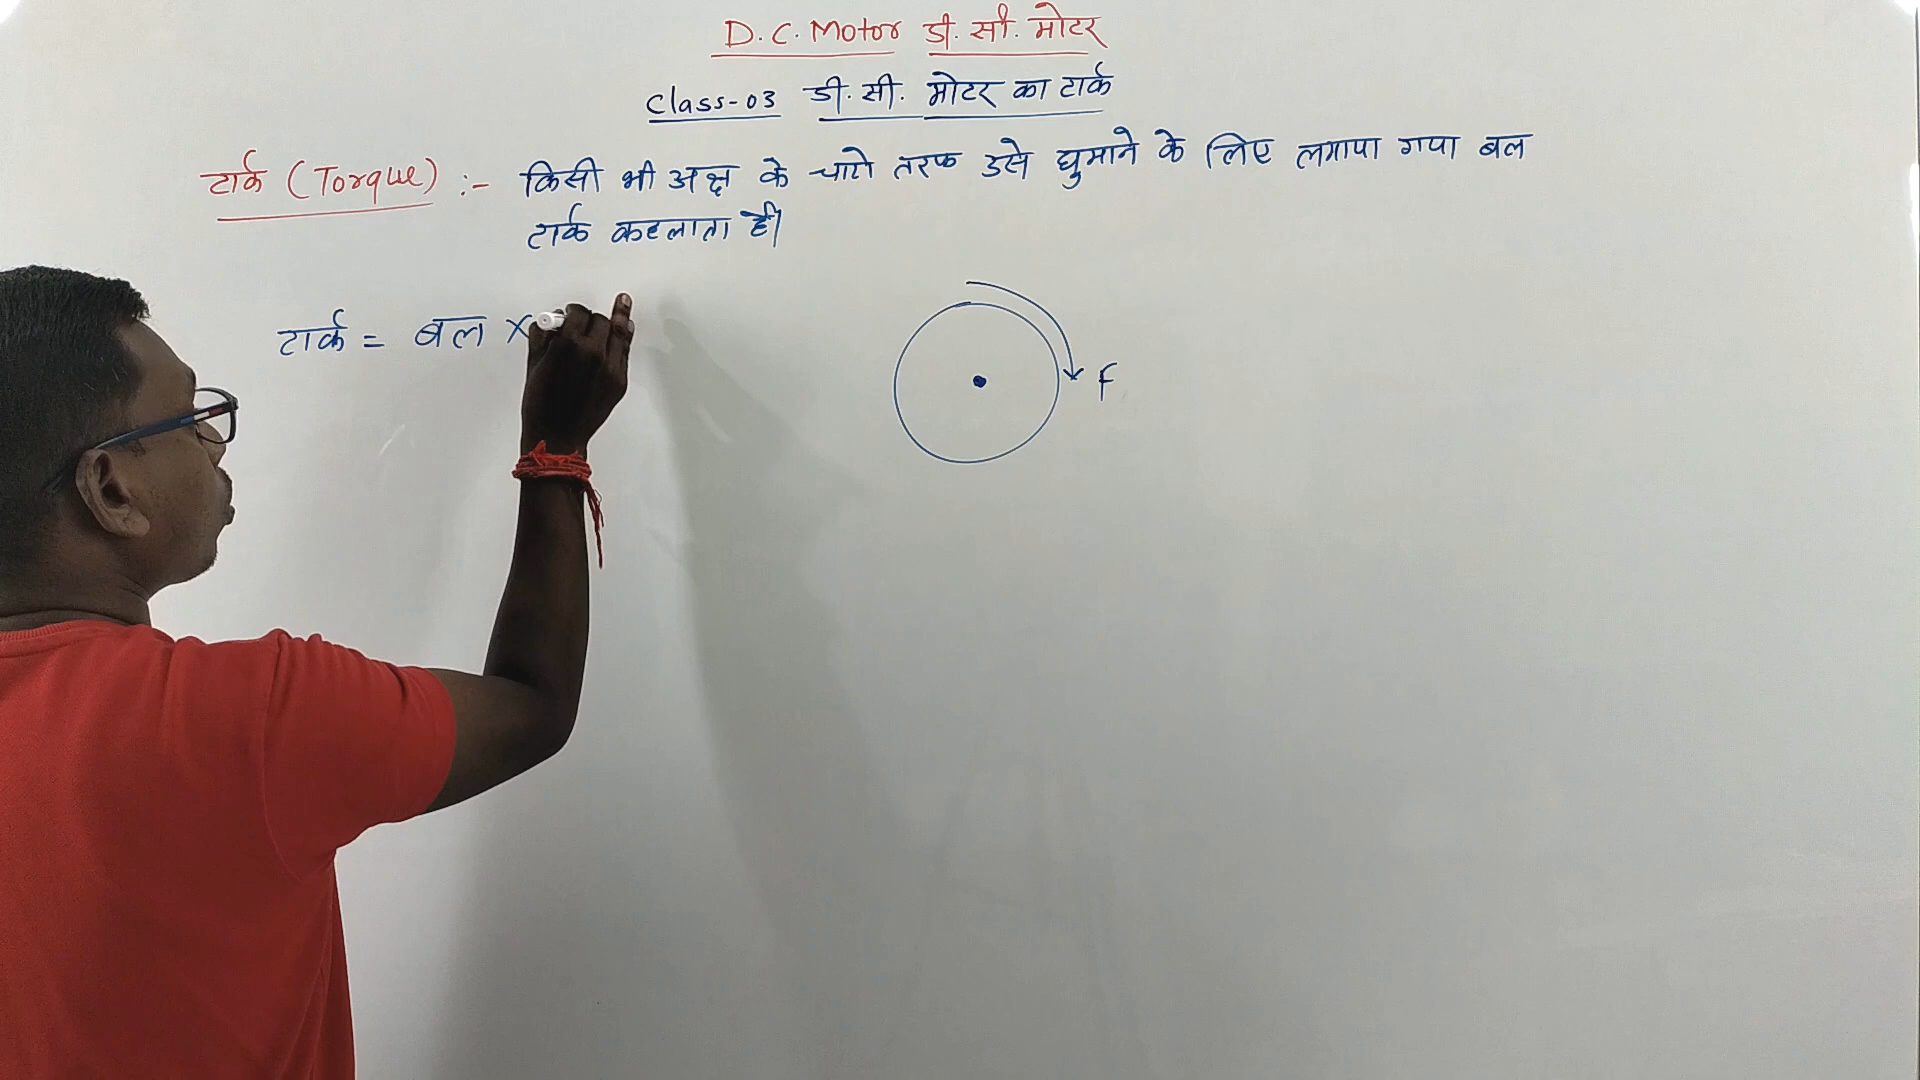 D.C. Motor डी. सी. मोटर
Class-03 डी. सी. मोटर का टार्क
टार्क (Torque) :- किसी भी अक्ष के चारो तरफ उसे घुमाने के लिए लगाया गया बल
टार्क कहलाता है।
टार्क = बल ×
F